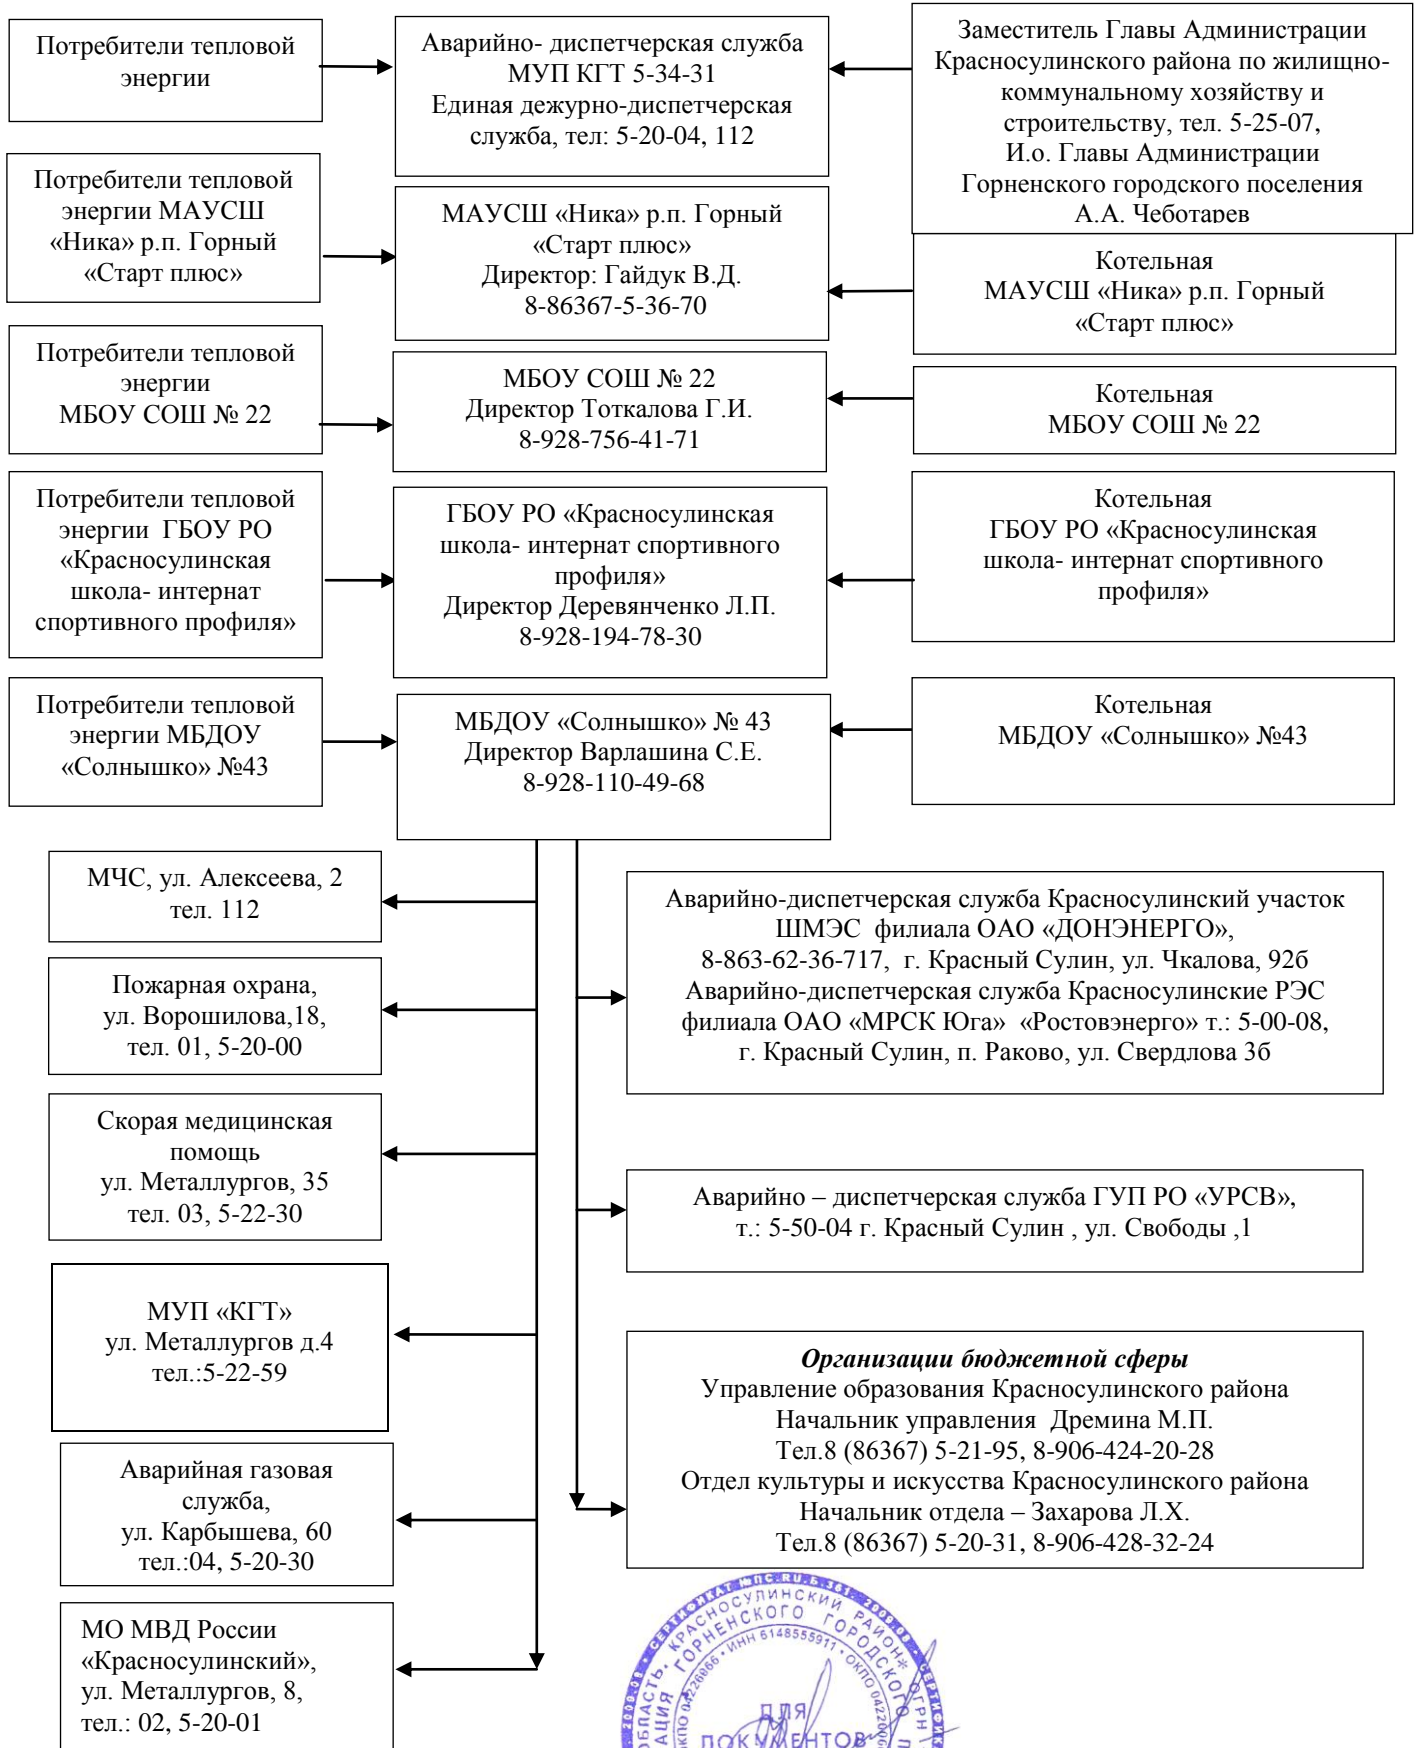 Потребители тепловой
энергии
Аварийно- диспетчерская служба
МУП КГТ 5-34-31
Единая дежурно-диспетчерская
служба, тел: 5-20-04, 112
Заместитель Главы Администрации
Красносулинского района по жилищно-
коммунальному хозяйству и
строительству, тел. 5-25-07,
И.о. Главы Администрации
Горненского городского поселения
А.А. Чеботарев
Потребители тепловой
энергии МАУСШ
«Ника» р.п. Горный
«Старт плюс»
МАУСШ «Ника» р.п. Горный
«Старт плюс»
Директор: Гайдук В.Д.
8-86367-5-36-70
Котельная
МАУСШ «Ника» р.п. Горный
«Старт плюс»
Потребители тепловой
энергии
МБОУ СОШ № 22
МБОУ СОШ № 22
Директор Тоткалова Г.И.
8-928-756-41-71
Котельная
МБОУ СОШ № 22
Потребители тепловой
энергии ГБОУ РО
«Красносулинская
школа- интернат
спортивного профиля»
ГБОУ РО «Красносулинская
школа- интернат спортивного
профиля»
Директор Деревянченко Л.П.
8-928-194-78-30
Котельная
ГБОУ РО «Красносулинская
школа- интернат спортивного
профиля»
Потребители тепловой
энергии МБДОУ
«Солнышко» №43
МБДОУ «Солнышко» № 43
Директор Варлашина С.Е.
8-928-110-49-68
Котельная
МБДОУ «Солнышко» №43
МЧС, ул. Алексеева, 2
тел. 112
Пожарная охрана,
ул. Ворошилова,18,
тел. 01, 5-20-00
Скорая медицинская
помощь
ул. Металлургов, 35
тел. 03, 5-22-30
МУП «КГТ»
ул. Металлургов д.4
тел.:5-22-59
Аварийная газовая
служба,
ул. Карбышева, 60
тел.:04, 5-20-30
МО МВД России
«Красносулинский»,
ул. Металлургов, 8,
тел.: 02, 5-20-01
Аварийно-диспетчерская служба Красносулинский участок
ШМЭС филиала ОАО «ДОНЭНЕРГО»,
8-863-62-36-717, г. Красный Сулин, ул. Чкалова, 92б
Аварийно-диспетчерская служба Красносулинские РЭС
филиала ОАО «МРСК Юга» «Ростовэнерго» т.: 5-00-08,
г. Красный Сулин, п. Раково, ул. Свердлова 3б
Аварийно – диспетчерская служба ГУП РО «УРСВ»,
т.: 5-50-04 г. Красный Сулин , ул. Свободы ,1
Организации бюджетной сферы
Управление образования Красносулинского района
Начальник управления Дремина М.П.
Тел.8 (86367) 5-21-95, 8-906-424-20-28
Отдел культуры и искусства Красносулинского района
Начальник отдела – Захарова Л.Х.
Тел.8 (86367) 5-20-31, 8-906-428-32-24
ОБЛАСТЬ, КРАСНОСУЛИНСКИЙ РАЙОН * ОГРН
ГОРНЕНСКОГО ГОРОДСКОГО
ИНН 6148555911
ДЛЯ
ДОКУМЕНТОВ